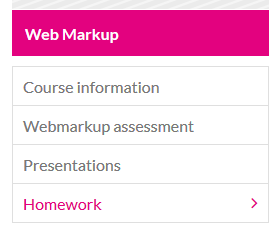 Web Markup
Course information
Webmarkup assessment
Presentations
Homework